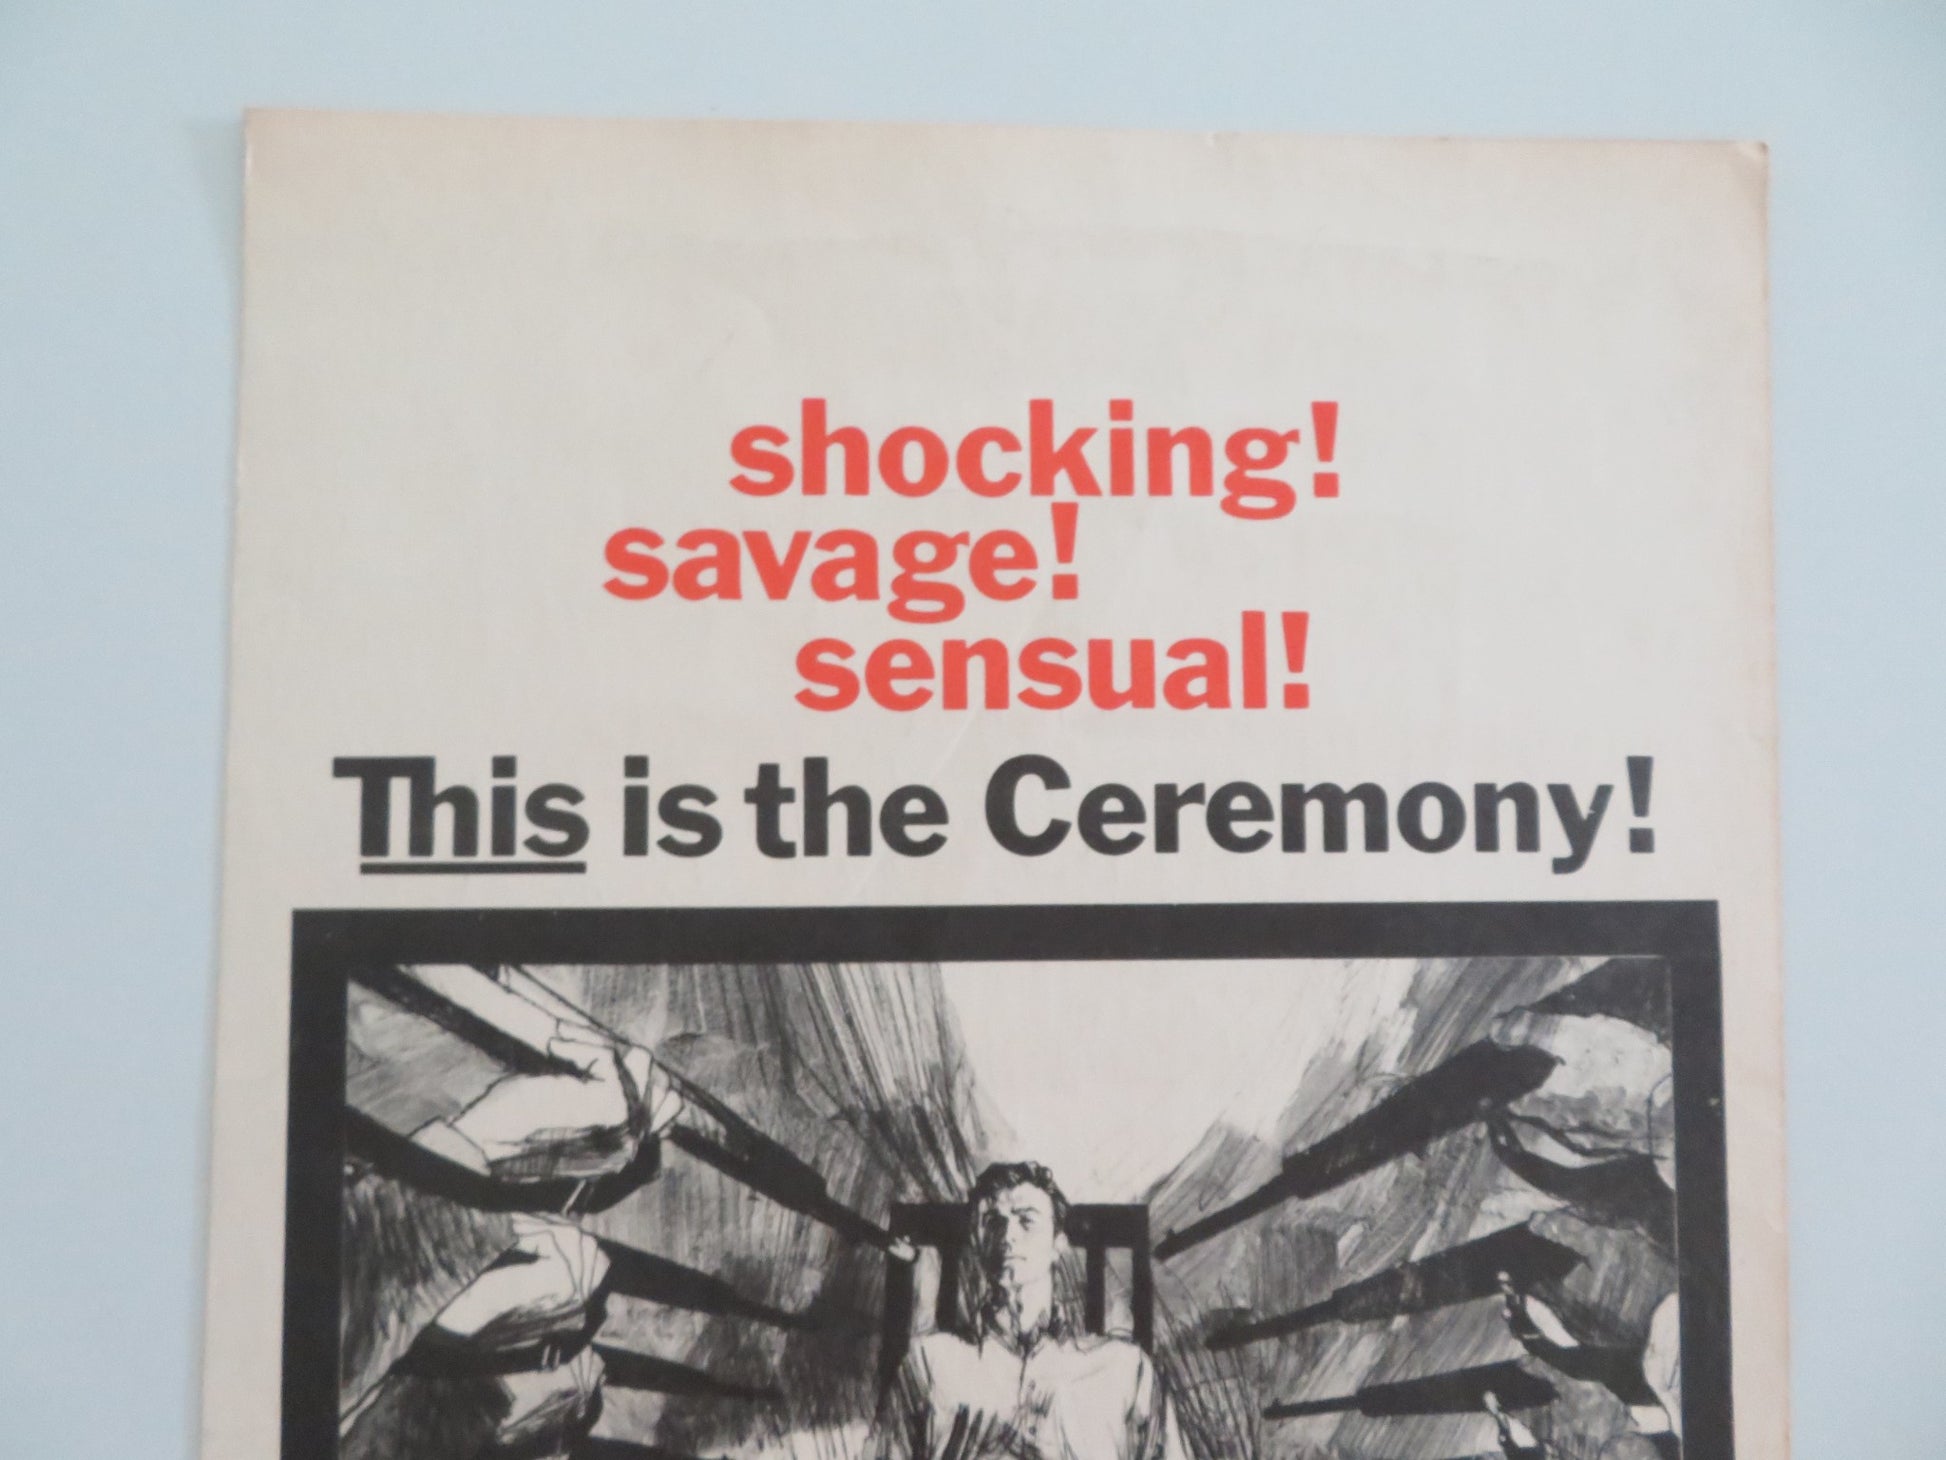 shocking!
savage!
sensual!
This is the Ceremony!